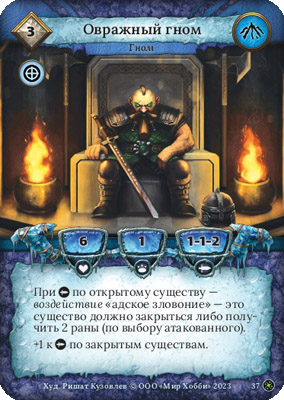 3
Овражный гном
Гном
6
1
1-1-2
При по открытому существу —
воздействие «адское зловоние» — это
существо должно закрыться либо полу-
чить 2 раны (по выбору атакованного).
+1 к по закрытым существам.
Худ. Ришат Кузовлев © ООО «Мир Хобби» 2023
37